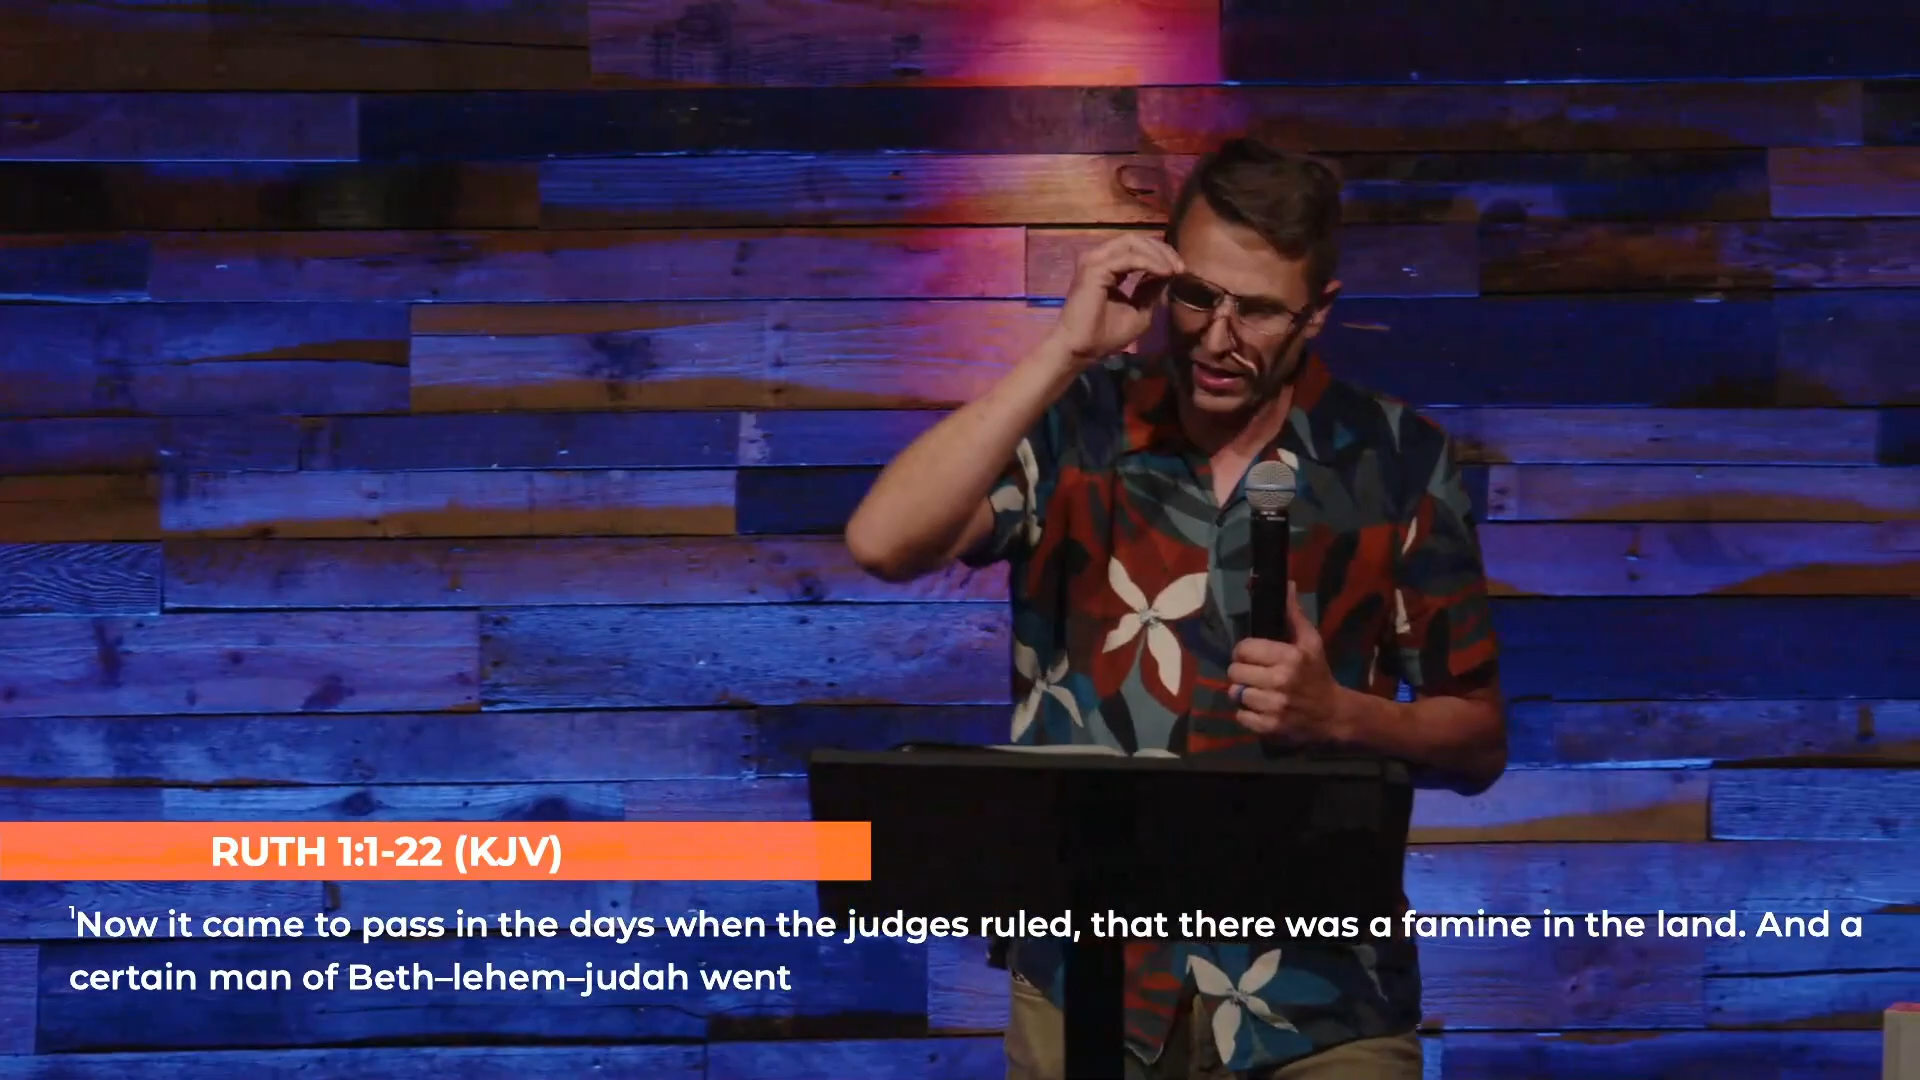 RUTH 1:1-22 (KJV)
¹Now it came to pass in the days when the judges ruled, that there was a famine in the land. And a
certain man of Beth–lehem–judah went